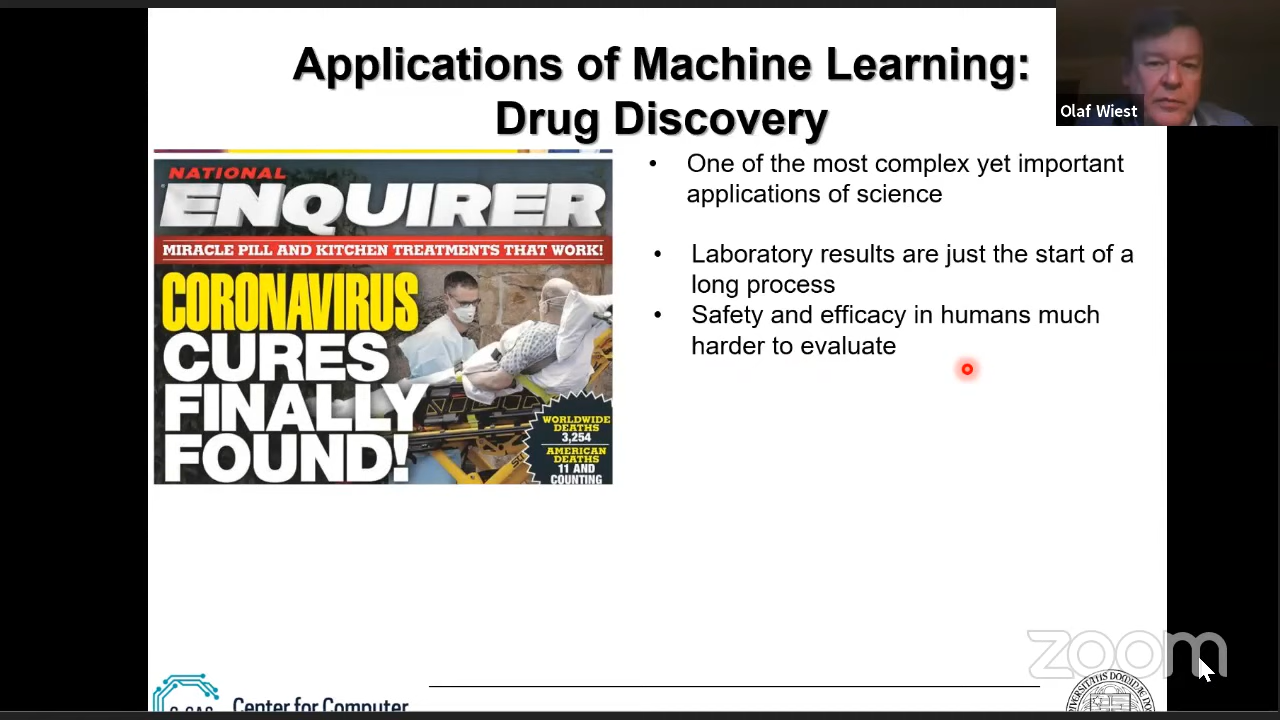 Applications of Machine Learning:
Drug Discovery
Olaf Wiest
NATIONAL
ENQUIRER
MIRACLE PILL AND KITCHEN TREATMENTS THAT WORK!
CORONAVIRUS
CURES
FINALLY
FOUND!
WORLDWIDE
DEATHS
3,254
AMERICAN
DEATHS
11 AND
COUNTING
• One of the most complex yet important
applications of science
• Laboratory results are just the start of a
long process
• Safety and efficacy in humans much
harder to evaluate
zoom
Center for Computer